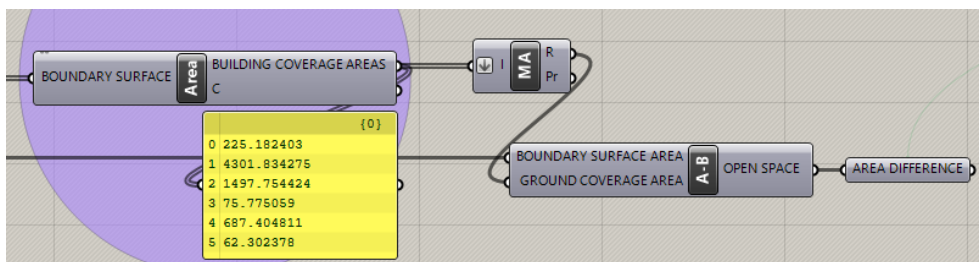 BOUNDARY SURFACE Area BUILDING COVERAGE AREAS
C
I MA R
Pr
{0}
0 225.182403
1 4301.834275
2 1497.754424
3 75.775059
4 687.404811
5 62.302378
BOUNDARY SURFACE AREA
GROUND COVERAGE AREA
A-B
OPEN SPACE
AREA DIFFERENCE